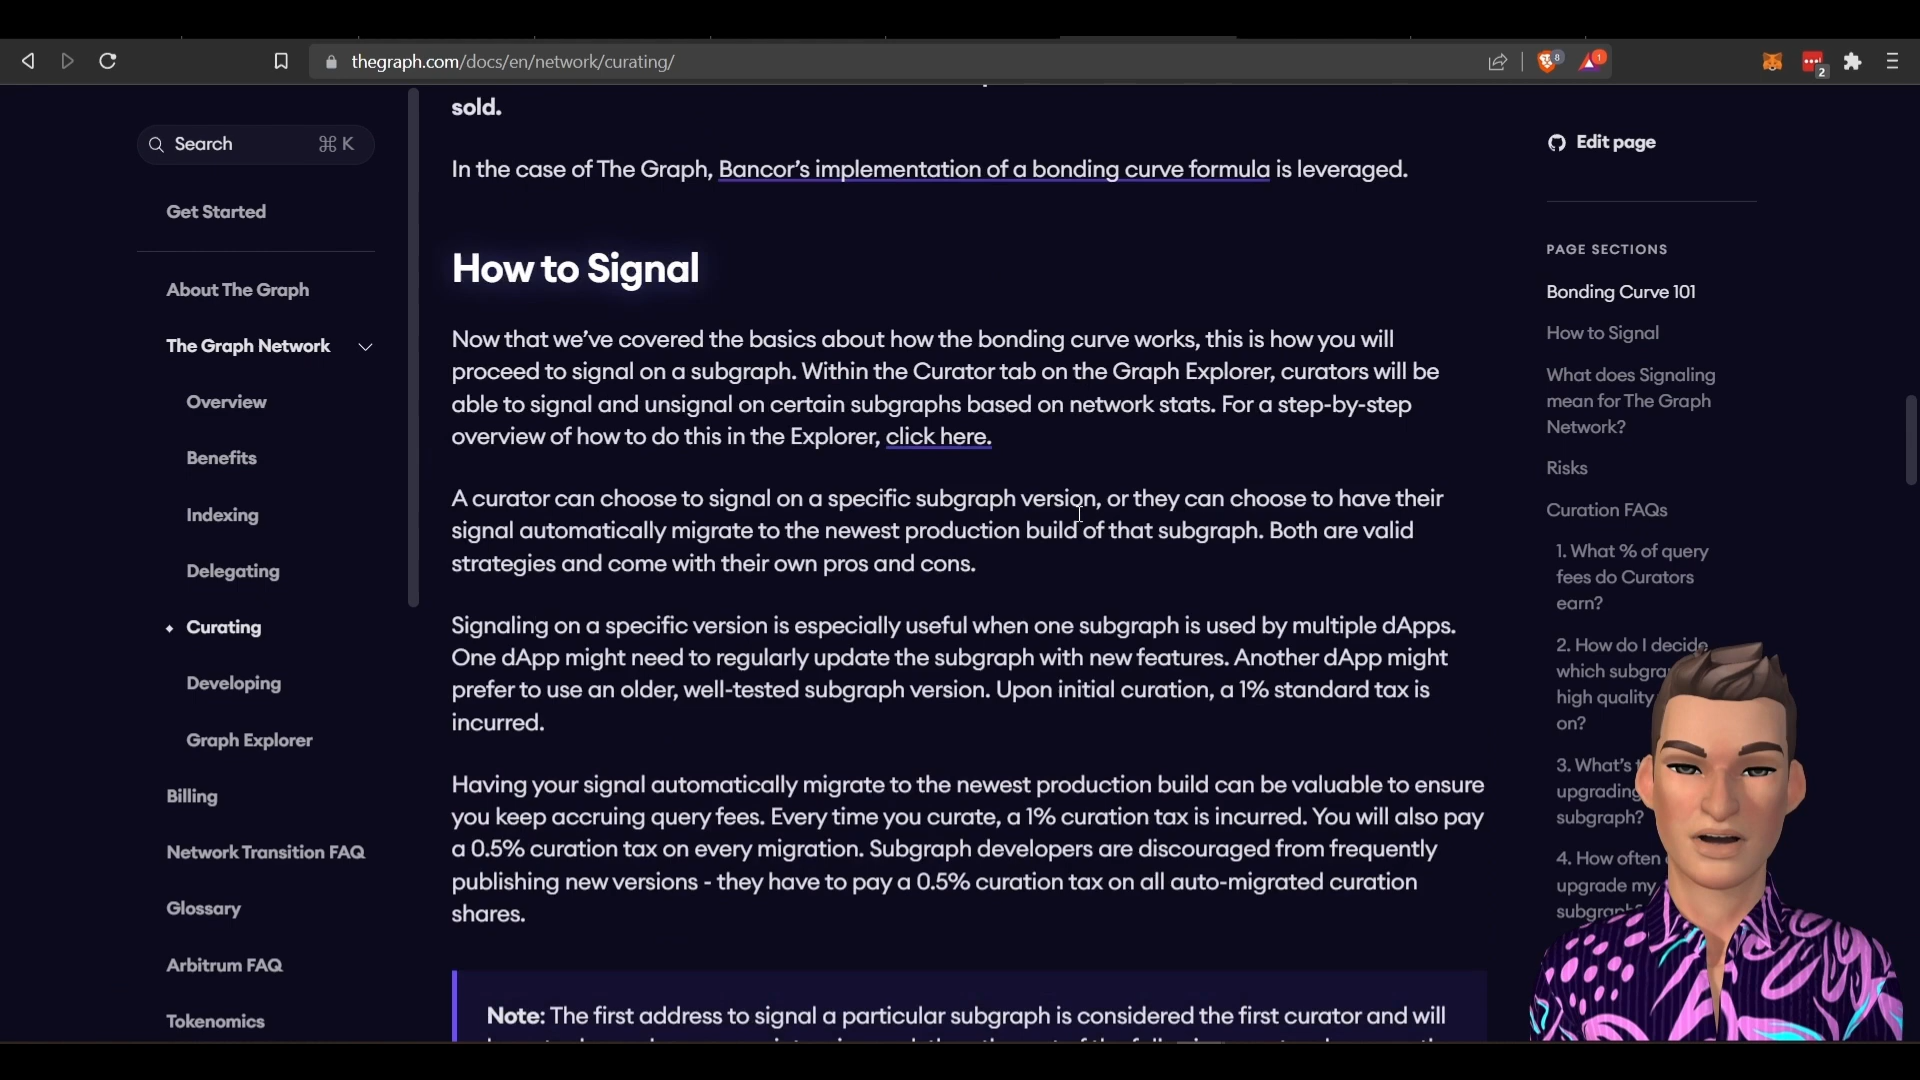 thegraph.com/docs/en/network/curating/
8
1
2
Search
⌘ K
Get Started
About The Graph
The Graph Network
Overview
Benefits
Indexing
Delegating
Curating
Developing
Graph Explorer
Billing
Network Transition FAQ
Glossary
Arbitrum FAQ
Tokenomics
sold.
In the case of The Graph, Bancor’s implementation of a bonding curve formula is leveraged.
How to Signal
Now that we’ve covered the basics about how the bonding curve works, this is how you will
proceed to signal on a subgraph. Within the Curator tab on the Graph Explorer, curators will be
able to signal and unsignal on certain subgraphs based on network stats. For a step-by-step
overview of how to do this in the Explorer, click here.
A curator can choose to signal on a specific subgraph version, or they can choose to have their
signal automatically migrate to the newest production build of that subgraph. Both are valid
strategies and come with their own pros and cons.
Signaling on a specific version is especially useful when one subgraph is used by multiple dApps.
One dApp might need to regularly update the subgraph with new features. Another dApp might
prefer to use an older, well-tested subgraph version. Upon initial curation, a 1% standard tax is
incurred.
Having your signal automatically migrate to the newest production build can be valuable to ensure
you keep accruing query fees. Every time you curate, a 1% curation tax is incurred. You will also pay
a 0.5% curation tax on every migration. Subgraph developers are discouraged from frequently
publishing new versions - they have to pay a 0.5% curation tax on all auto-migrated curation
shares.
Note: The first address to signal a particular subgraph is considered the first curator and will
Edit page
PAGE SECTIONS
Bonding Curve 101
How to Signal
What does Signaling
mean for The Graph
Network?
Risks
Curation FAQs
1. What % of query
fees do Curators
earn?
2. How do I decide
which
high quality
on?
3. What’s
upgrading
subgraph?
4. How often
upgrade my